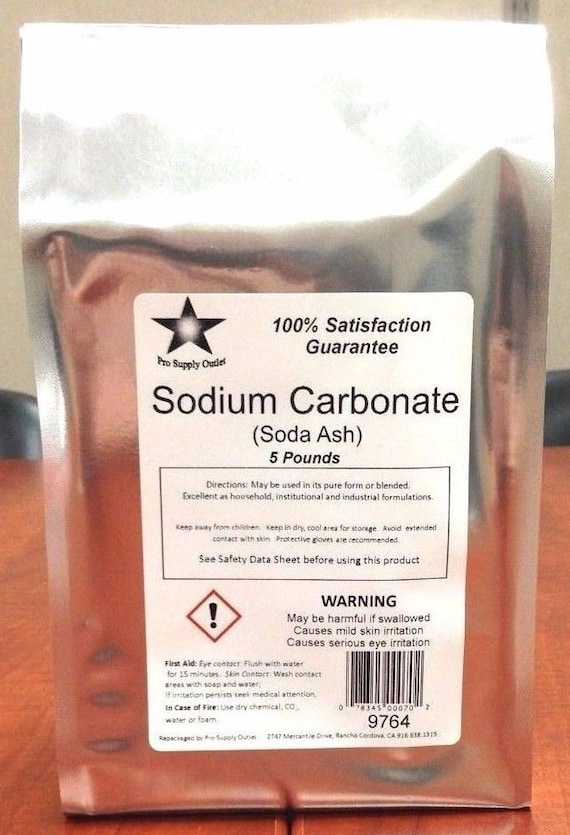 100% Satisfaction
Guarantee
Pro Supply Outlet
Sodium Carbonate
(Soda Ash)
5 Pounds
Directions: May be used in its pure form or blended.
Excellent as household, institutional and industrial formulations.
Keep away from children. Keep in dry, cool area for storage. Avoid extended
contact with skin. Protective gloves are recommended.
See Safety Data Sheet before using this product
!
WARNING
May be harmful if swallowed
Causes mild skin irritation
Causes serious eye irritation
First Aid: Eye contact: Flush with water
for 15 minutes. Skin Contact: Wash contact
areas with soap and water.
If irritation persists seek medical attention.
In Case of Fire: Use dry chemical, CO₂,
water or foam.
0 78345 00070 2
9764
Repackaged by Pro Supply Outlet 2747 Mercantile Drive, Rancho Cordova, CA 916.638.1315